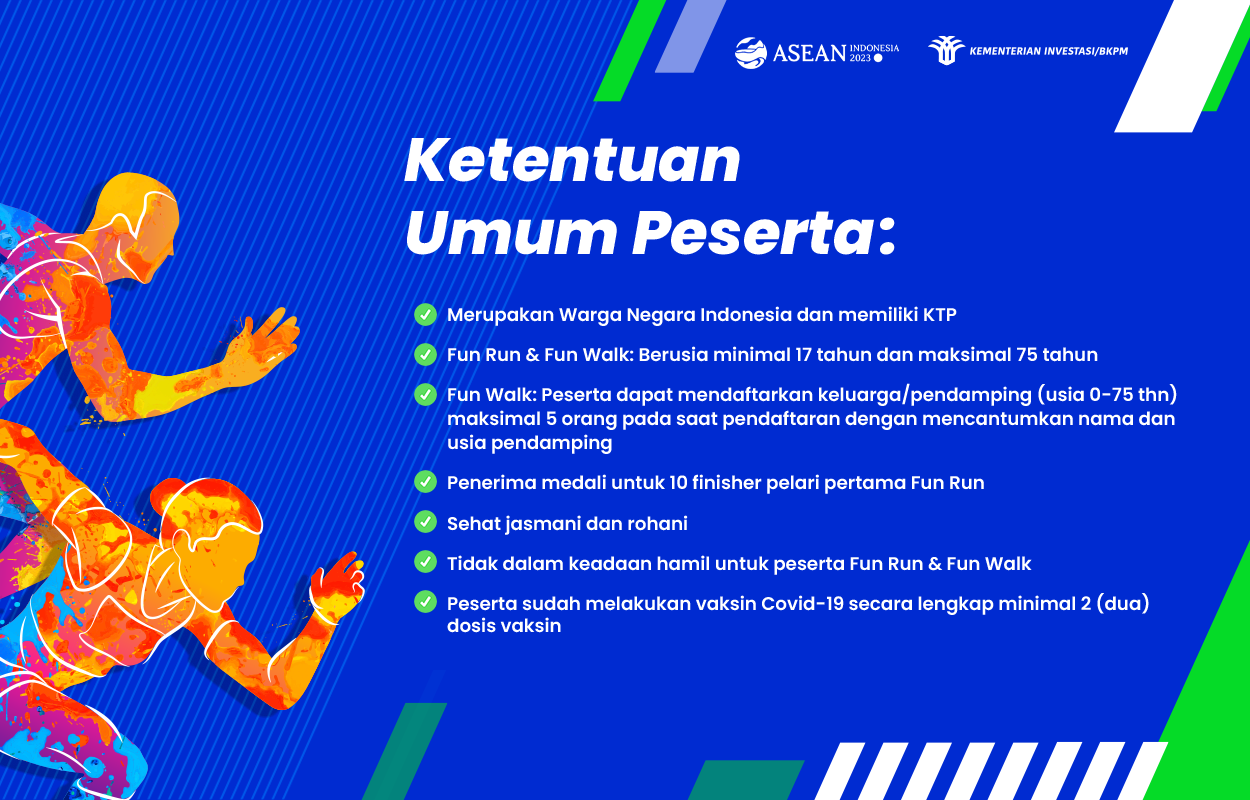 ASEAN INDONESIA 2023
KEMENTERIAN INVESTASI/BKPM
Ketentuan
Umum Peserta:
Merupakan Warga Negara Indonesia dan memiliki KTP
Fun Run & Fun Walk: Berusia minimal 17 tahun dan maksimal 75 tahun
Fun Walk: Peserta dapat mendaftarkan keluarga/pendamping (usia 0-75 thn)
maksimal 5 orang pada saat pendaftaran dengan mencantumkan nama dan
usia pendamping
Penerima medali untuk 10 finisher pelari pertama Fun Run
Sehat jasmani dan rohani
Tidak dalam keadaan hamil untuk peserta Fun Run & Fun Walk
Peserta sudah melakukan vaksin Covid-19 secara lengkap minimal 2 (dua)
dosis vaksin